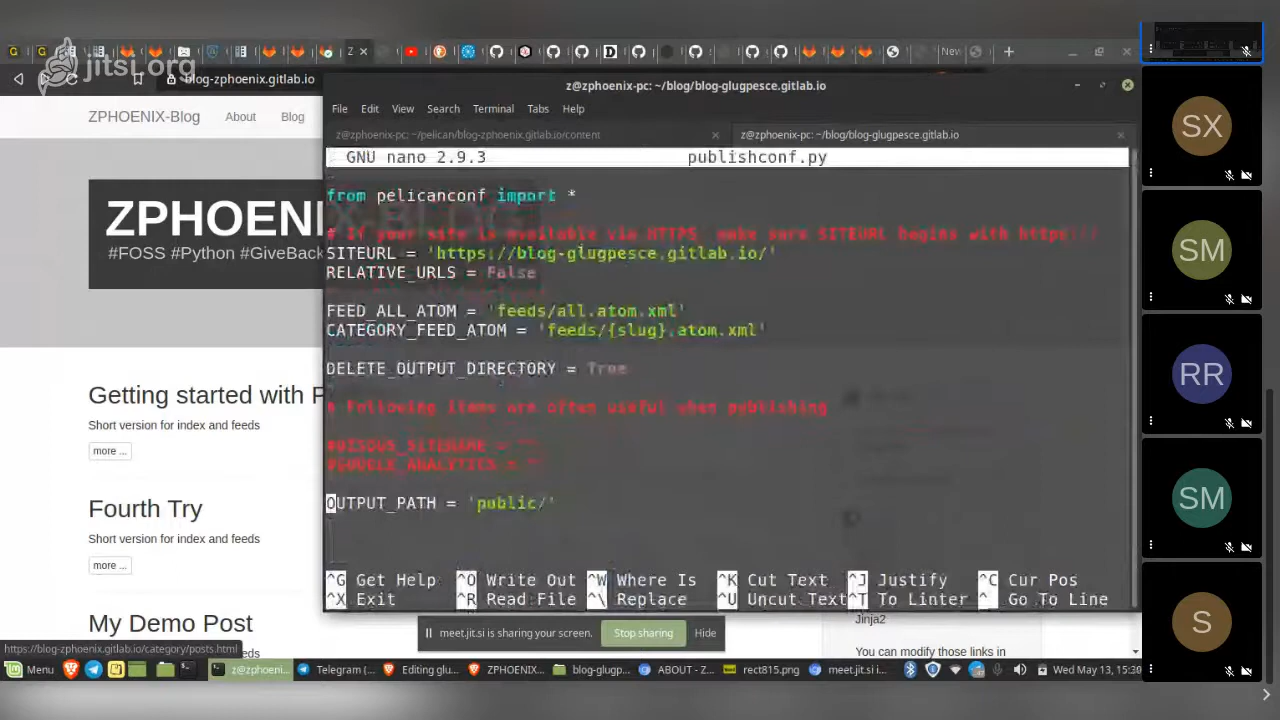 jitsi.org
blog-zphoenix.gitlab.io
New
z@zphoenix-pc: ~/blog/blog-glugpesce.gitlab.io
File Edit View Search Terminal Tabs Help
z@zphoenix-pc: ~/pelican/blog-zphoenix.gitlab.io/content
z@zphoenix-pc: ~/blog/blog-glugpesce.gitlab.io
GNU nano 2.9.3 publishconf.py
from pelicanconf import *
# If your site is available via HTTPS, make sure SITEURL begins with https://
SITEURL = 'https://blog-glugpesce.gitlab.io/'
RELATIVE_URLS = False
FEED_ALL_ATOM = 'feeds/all.atom.xml'
CATEGORY_FEED_ATOM = 'feeds/{slug}.atom.xml'
DELETE_OUTPUT_DIRECTORY = True
# Following items are often useful when publishing
#DISQUS_SITENAME = ""
#GOOGLE_ANALYTICS = ""
OUTPUT_PATH = 'public/'
^G Get Help ^O Write Out ^W Where Is ^K Cut Text ^J Justify ^C Cur Pos
^X Exit ^R Read File ^\ Replace ^U Uncut Text ^T To Linter ^_ Go To Line
ZPHOENIX-Blog About Blog
ZPHOENIX-BLOG
#FOSS #Python #GiveBack
Getting started with P
Short version for index and feeds
more ...
Fourth Try
Short version for index and feeds
more ...
My Demo Post
Jinja2
You can modify those links in
meet.jit.si is sharing your screen. Stop sharing Hide
https://blog-zphoenix.gitlab.io/category/posts.html
Menu z@zphoeni... Telegram (... Editing glu... ZPHOENIX... blog-glugp... ABOUT - Z... rect815.png meet.jit.si i... Wed May 13, 15:20
SX
SM
RR
SM
S